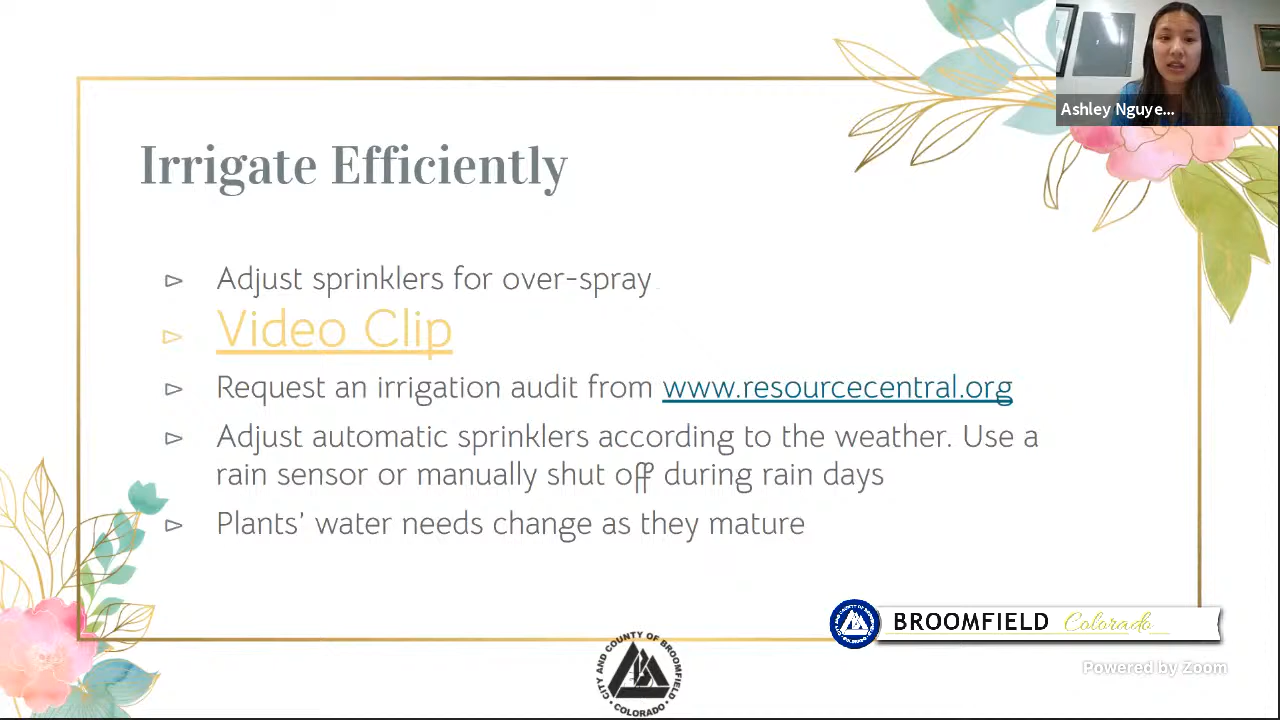 Ashley Nguye...
Irrigate Efficiently
Adjust sprinklers for over-spray
Video Clip
Request an irrigation audit from www.resourcecentral.org
Adjust automatic sprinklers according to the weather. Use a
rain sensor or manually shut off during rain days
Plants’ water needs change as they mature
BROOMFIELD Colorado
CITY AND COUNTY OF BROOMFIELD
• COLORADO •
Powered by Zoom